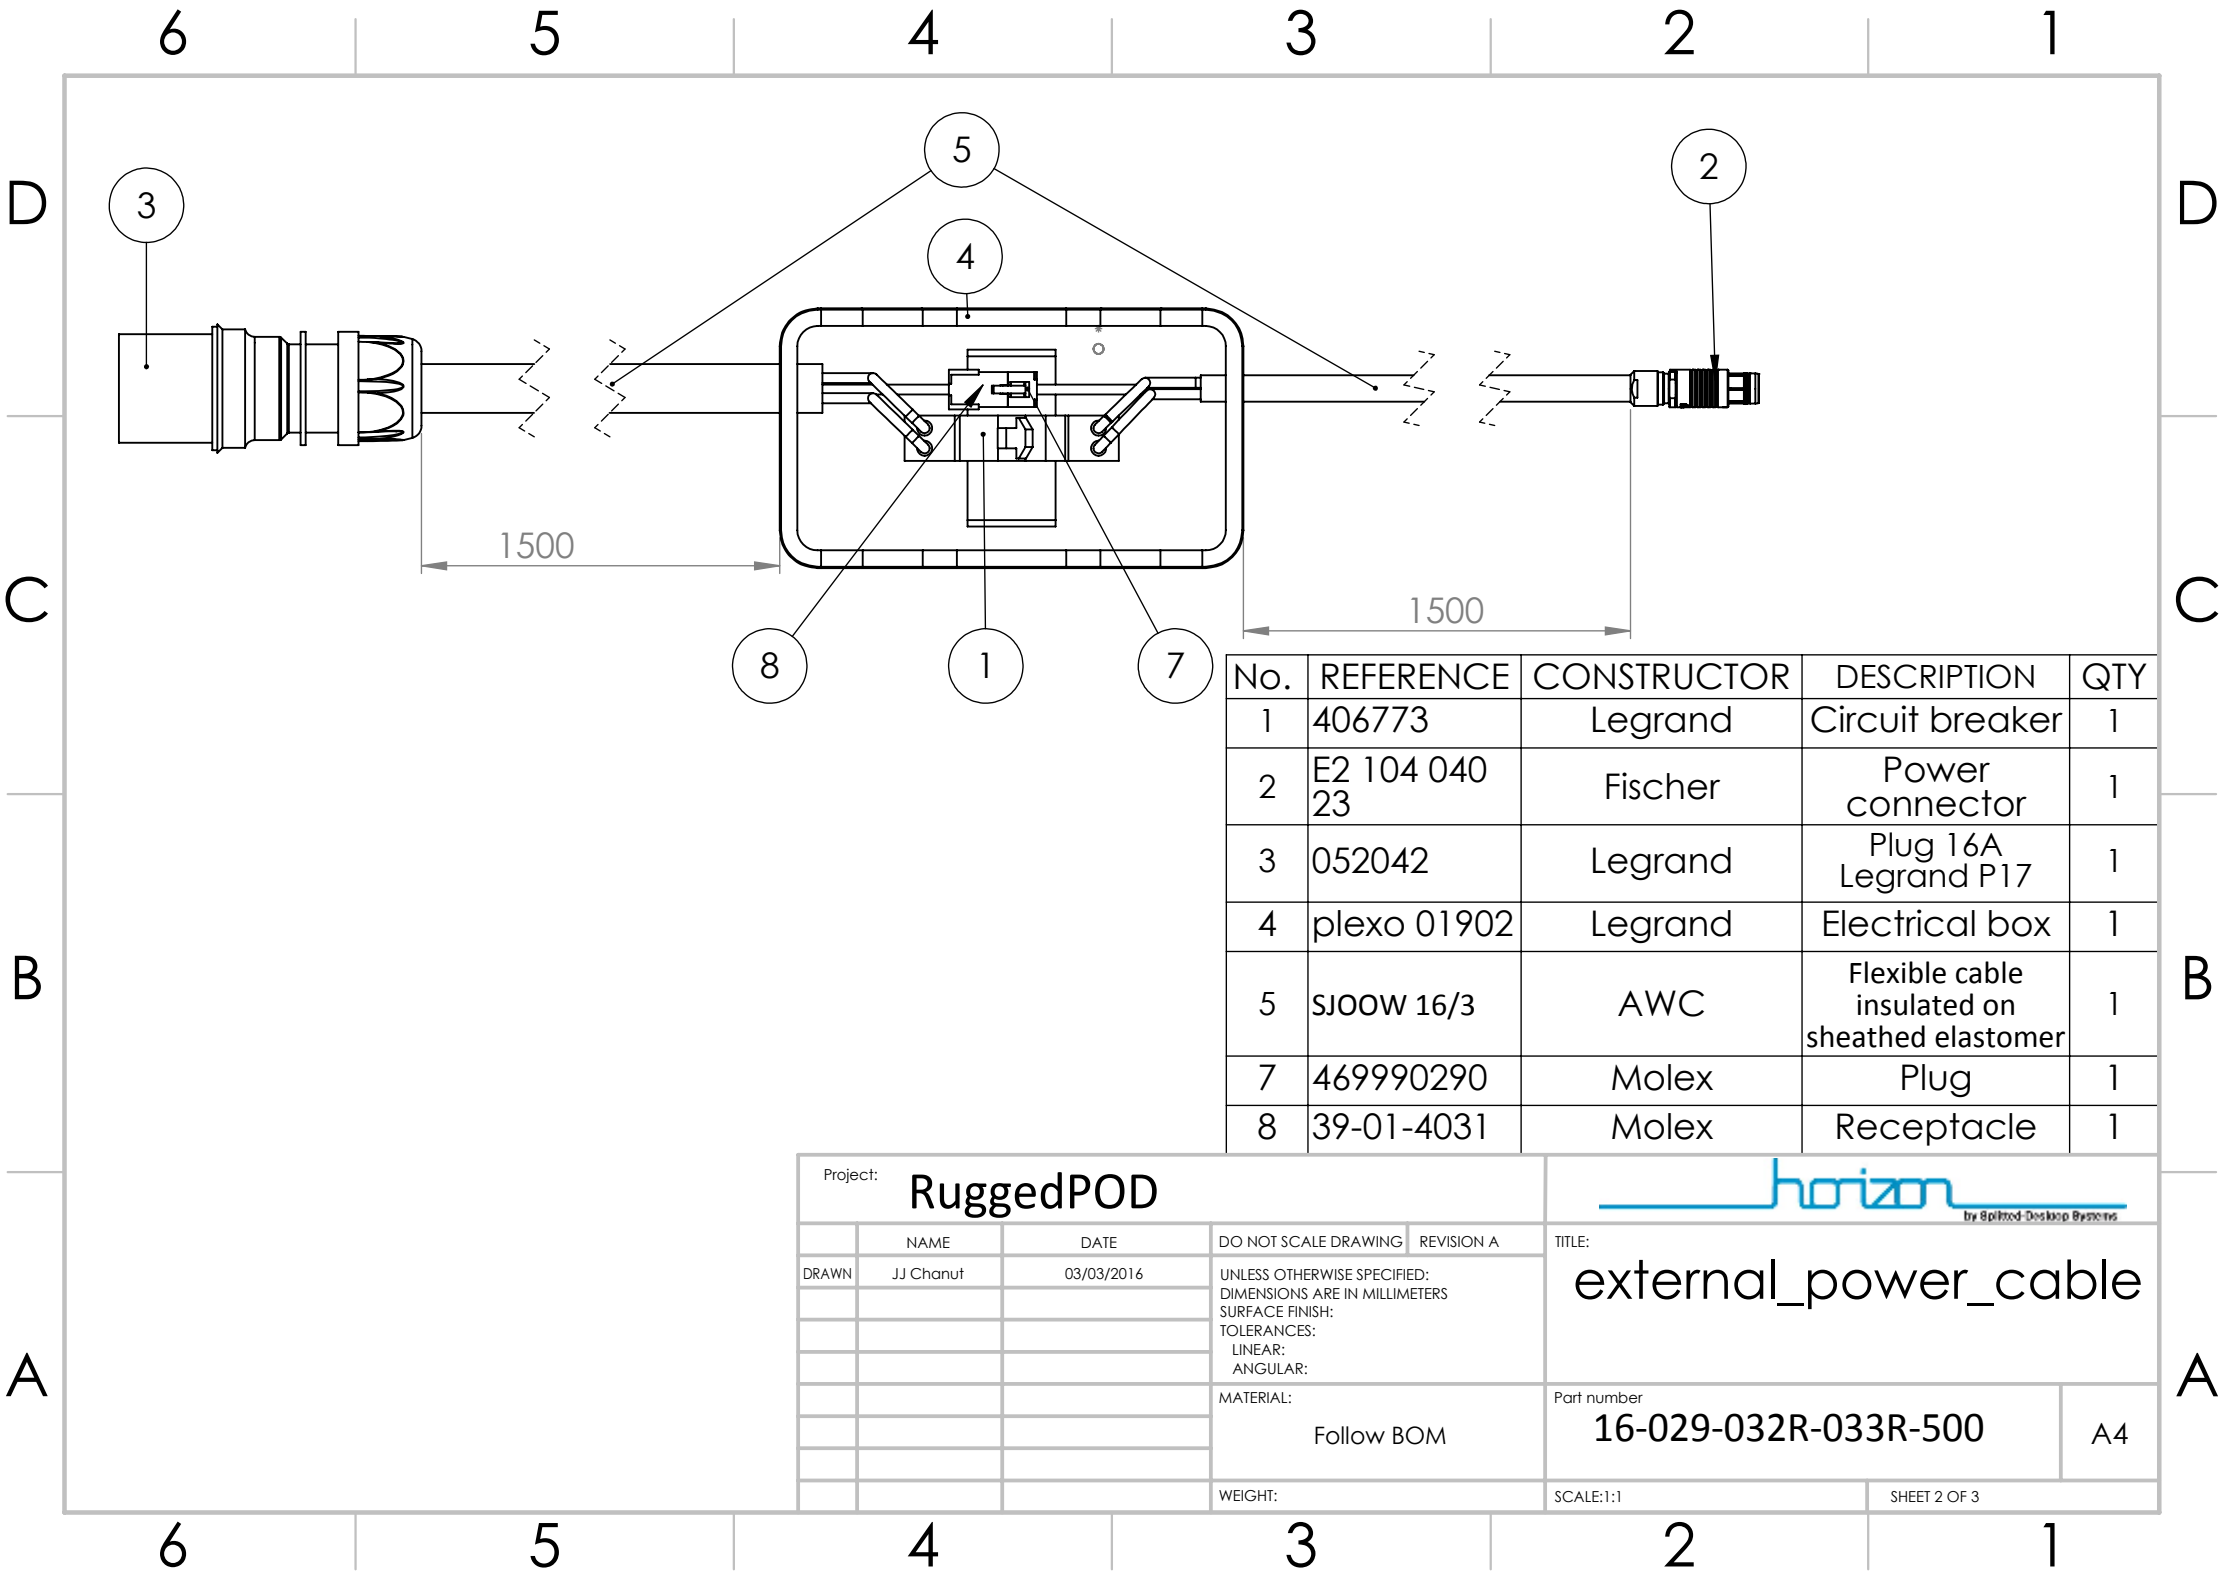 6 5 4 3 2 1
D D
C C
B B
A A
3
5
4
2
1500
1500
8
1
7
No. REFERENCE CONSTRUCTOR DESCRIPTION QTY
1 406773 Legrand Circuit breaker 1
2 E2 104 040 23 Fischer Power connector 1
3 052042 Legrand Plug 16A Legrand P17 1
4 plexo 01902 Legrand Electrical box 1
5 SJOOW 16/3 AWC Flexible cable insulated on sheathed elastomer 1
7 469990290 Molex Plug 1
8 39-01-4031 Molex Receptacle 1
Project: RuggedPOD
horizon
by Splitted-Desktop Systems
NAME DATE
DRAWN JJ Chanut 03/03/2016
DO NOT SCALE DRAWING REVISION A
UNLESS OTHERWISE SPECIFIED:
DIMENSIONS ARE IN MILLIMETERS
SURFACE FINISH:
TOLERANCES:
LINEAR:
ANGULAR:
TITLE:
external_power_cable
MATERIAL:
Follow BOM
Part number
16-029-032R-033R-500
A4
WEIGHT:
SCALE:1:1
SHEET 2 OF 3
6 5 4 3 2 1